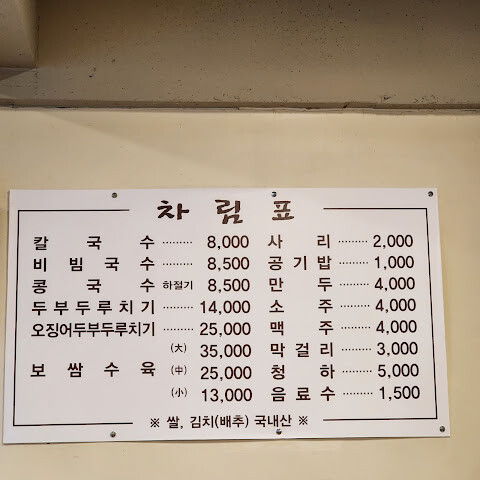 차림표
칼국수 ········· 8,000
비빔국수 ········· 8,500
콩국수 하절기 8,500
두부두루치기 ········· 14,000
오징어두부두루치기 ········· 25,000
보쌈수육 (大) 35,000
(中) 25,000
(小) 13,000
사리 ········· 2,000
공기밥 ········· 1,000
만두 ········· 4,000
소주 ········· 4,000
맥주 ········· 4,000
막걸리 ········· 3,000
청하 ········· 5,000
음료수 ········· 1,500
※ 쌀, 김치(배추) 국내산 ※